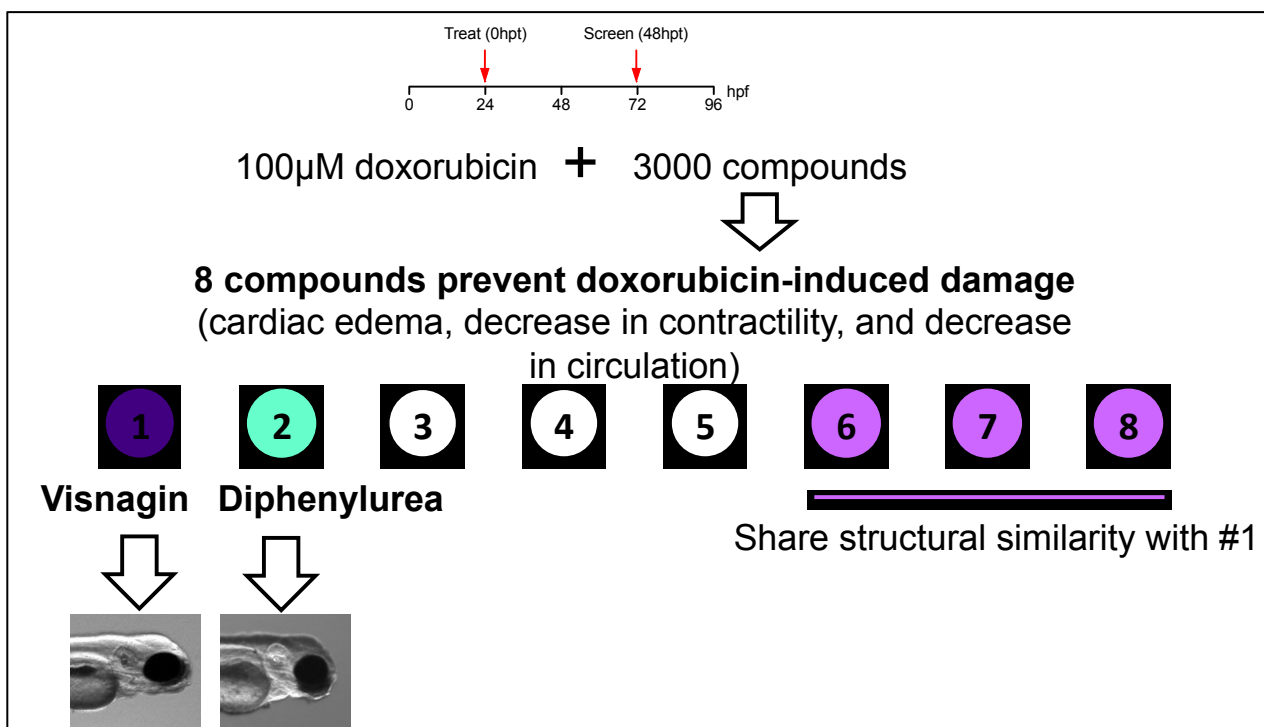 Treat (0hpt) Screen (48hpt)
0 24 48 72 96 hpf
100µM doxorubicin + 3000 compounds
8 compounds prevent doxorubicin-induced damage
(cardiac edema, decrease in contractility, and decrease
in circulation)
1 2 3 4 5 6 7 8
Visnagin Diphenylurea
Share structural similarity with #1